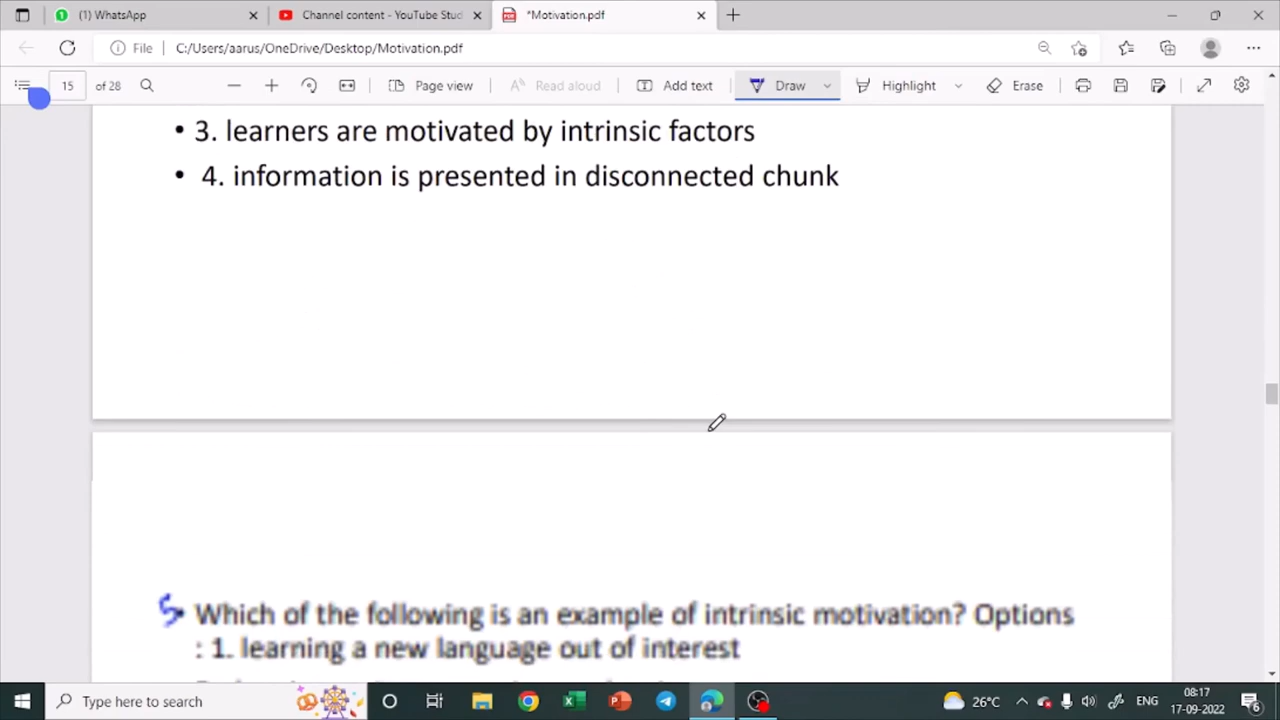 (1) WhatsApp
Channel content - YouTube Stud
*Motivation.pdf
File C:/Users/aarus/OneDrive/Desktop/Motivation.pdf
15 of 28 Page view Read aloud Add text Draw Highlight Erase
• 3. learners are motivated by intrinsic factors
• 4. information is presented in disconnected chunk
5 • Which of the following is an example of intrinsic motivation? Options
: 1. learning a new language out of interest
Type here to search
26°C
ENG
08:17
17-09-2022
6